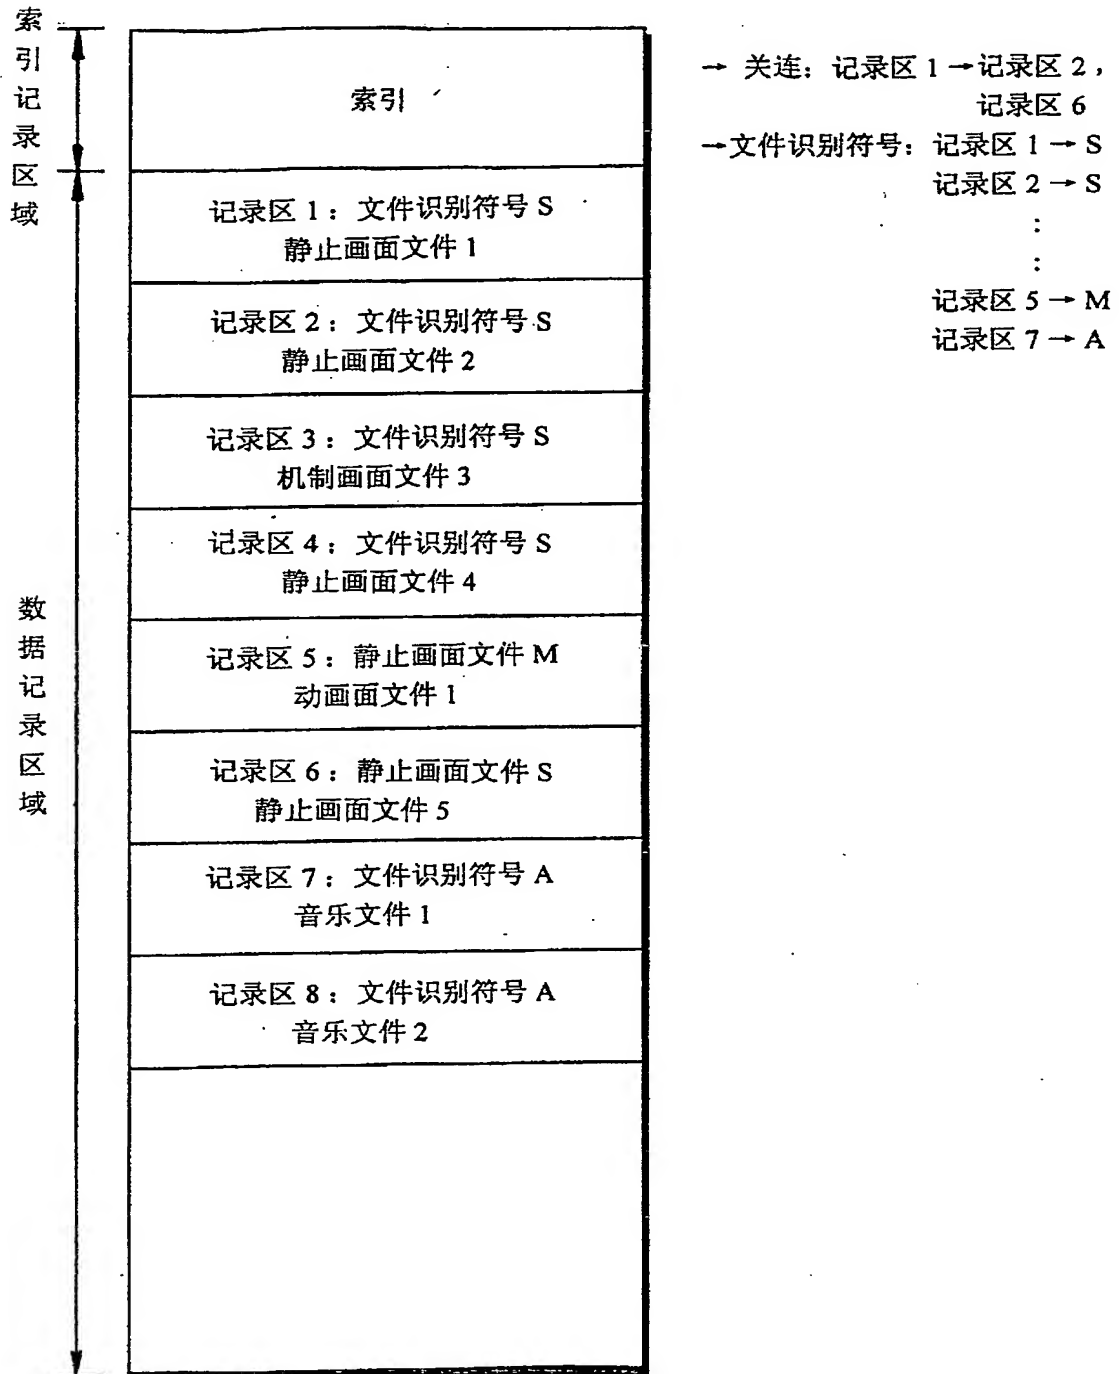 索引记录区域
索引
→ 关连：记录区 1 → 记录区 2，
记录区 6
→文件识别符号：记录区 1 → S
记录区 2 → S
:
:
记录区 5 → M
记录区 7 → A
数据记录区域
记录区 1：文件识别符号 S
静止画面文件 1
记录区 2：文件识别符号 S
静止画面文件 2
记录区 3：文件识别符号 S
机制画面文件 3
记录区 4：文件识别符号 S
静止画面文件 4
记录区 5：静止画面文件 M
动画面文件 1
记录区 6：静止画面文件 S
静止画面文件 5
记录区 7：文件识别符号 A
音乐文件 1
记录区 8：文件识别符号 A
音乐文件 2